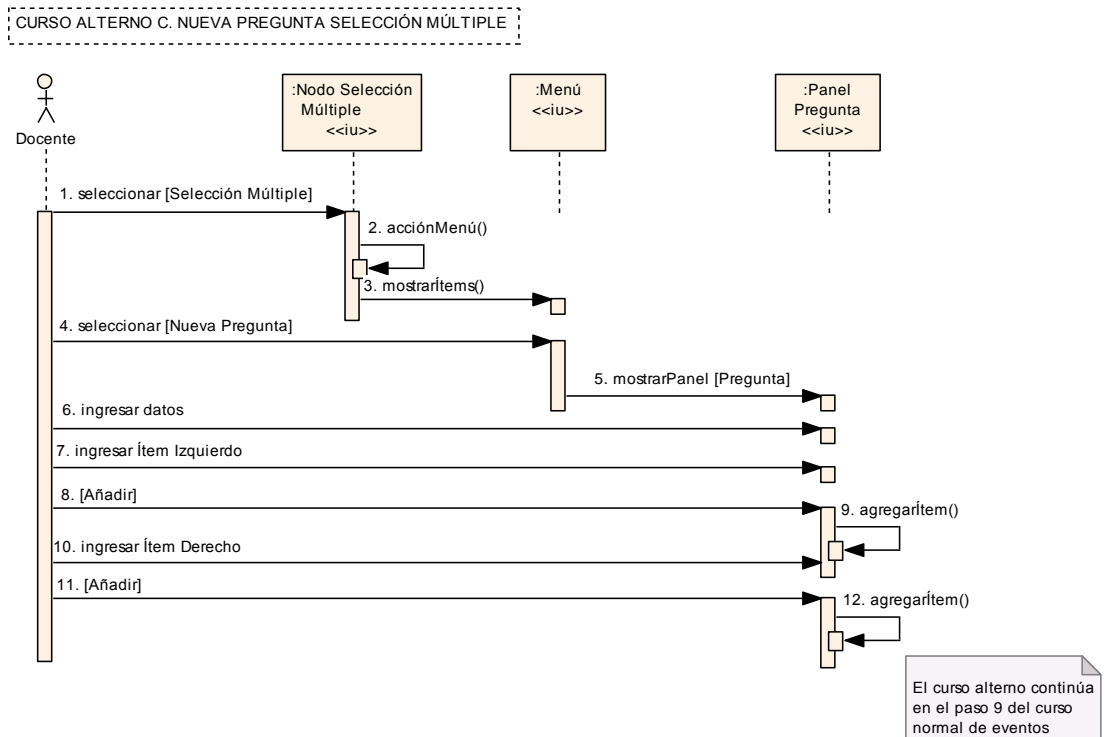 CURSO ALTERNO C. NUEVA PREGUNTA SELECCIÓN MÚLTIPLE
Docente
:Nodo Selección
Múltiple
<<iu>>
:Menú
<<iu>>
:Panel
Pregunta
<<iu>>
1. seleccionar [Selección Múltiple]
2. acciónMenú()
3. mostrarÍtems()
4. seleccionar [Nueva Pregunta]
5. mostrarPanel [Pregunta]
6. ingresar datos
7. ingresar Ítem Izquierdo
8. [Añadir]
9. agregarÍtem()
10. ingresar Ítem Derecho
11. [Añadir]
12. agregarÍtem()
El curso alterno continúa
en el paso 9 del curso
normal de eventos